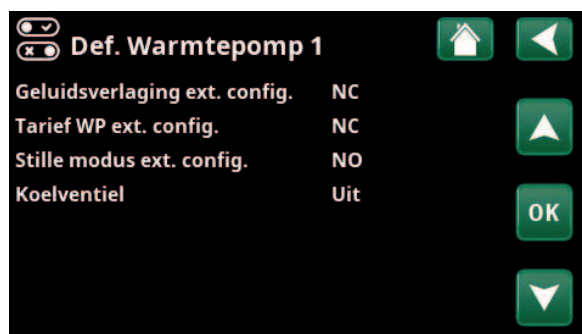 Def. Warmtepomp 1
Geluidsverlaging ext. config. NC
Tarief WP ext. config. NC
Stille modus ext. config. NO
Koelventiel Uit
OK